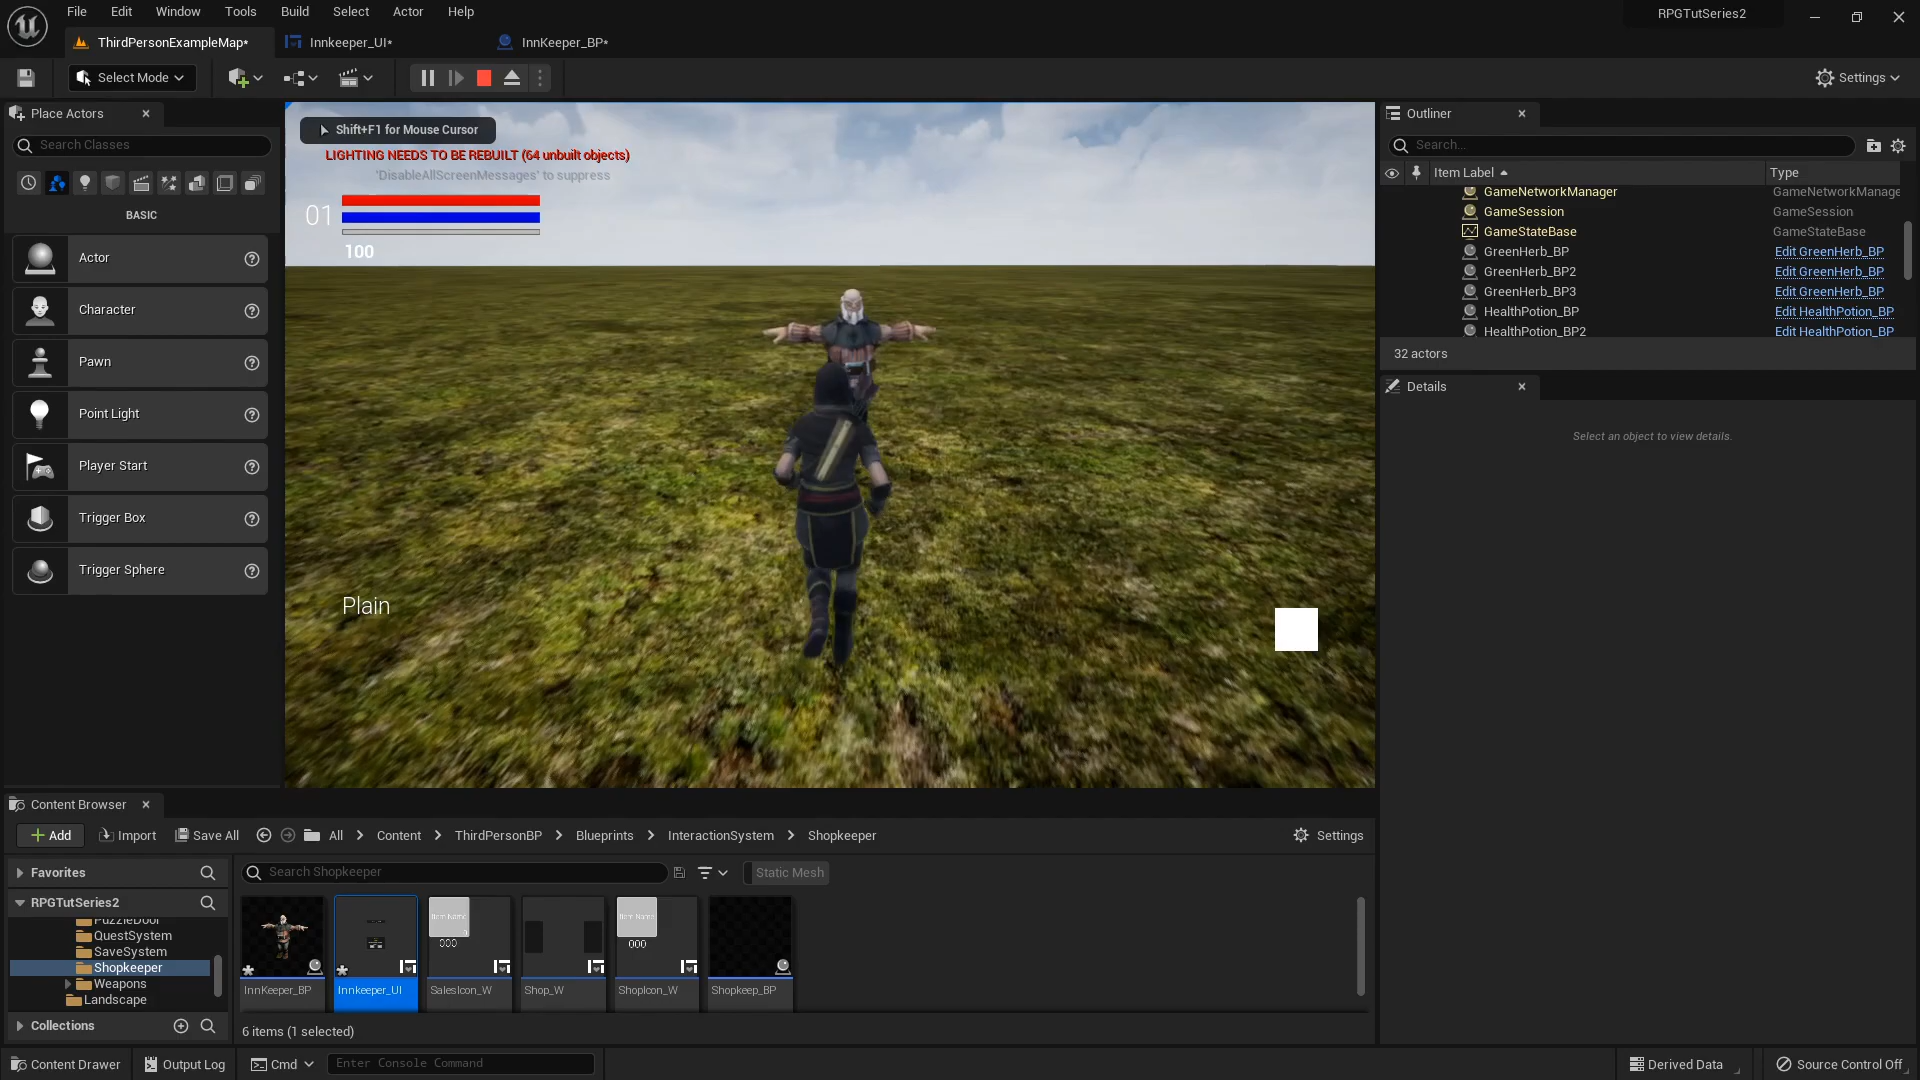 File Edit Window Tools Build Select Actor Help
RPGTutSeries2
ThirdPersonExampleMap*
Innkeeper_UI*
InnKeeper_BP*
Select Mode
Settings
Place Actors
Search Classes
BASIC
Actor
Character
Pawn
Point Light
Player Start
Trigger Box
Trigger Sphere
Shift+F1 for Mouse Cursor
LIGHTING NEEDS TO BE REBUILT (64 unbuilt objects)
'DisableAllScreenMessages' to suppress
01
100
Plain
Outliner
Search...
Item Label Type
GameNetworkManager GameNetworkManage
GameSession GameSession
GameStateBase GameStateBase
GreenHerb_BP Edit GreenHerb_BP
GreenHerb_BP2 Edit GreenHerb_BP
GreenHerb_BP3 Edit GreenHerb_BP
HealthPotion_BP Edit HealthPotion_BP
HealthPotion_BP2 Edit HealthPotion_BP
32 actors
Details
Select an object to view details.
Content Browser
Add Import Save All All Content ThirdPersonBP Blueprints InteractionSystem Shopkeeper Settings
Favorites
RPGTutSeries2
PuzzleDoor
QuestSystem
SaveSystem
Shopkeeper
Weapons
Landscape
Collections
Search Shopkeeper
Static Mesh
Item Name
000
Item Name
000
InnKeeper_BP Innkeeper_UI SalesIcon_W Shop_W ShopIcon_W Shopkeep_BP
6 items (1 selected)
Content Drawer Output Log Cmd Enter Console Command Derived Data Source Control Off